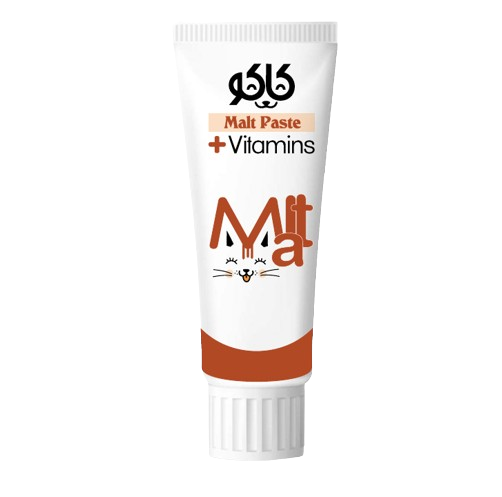 کاکو
Malt Paste
+Vitamins
Malt